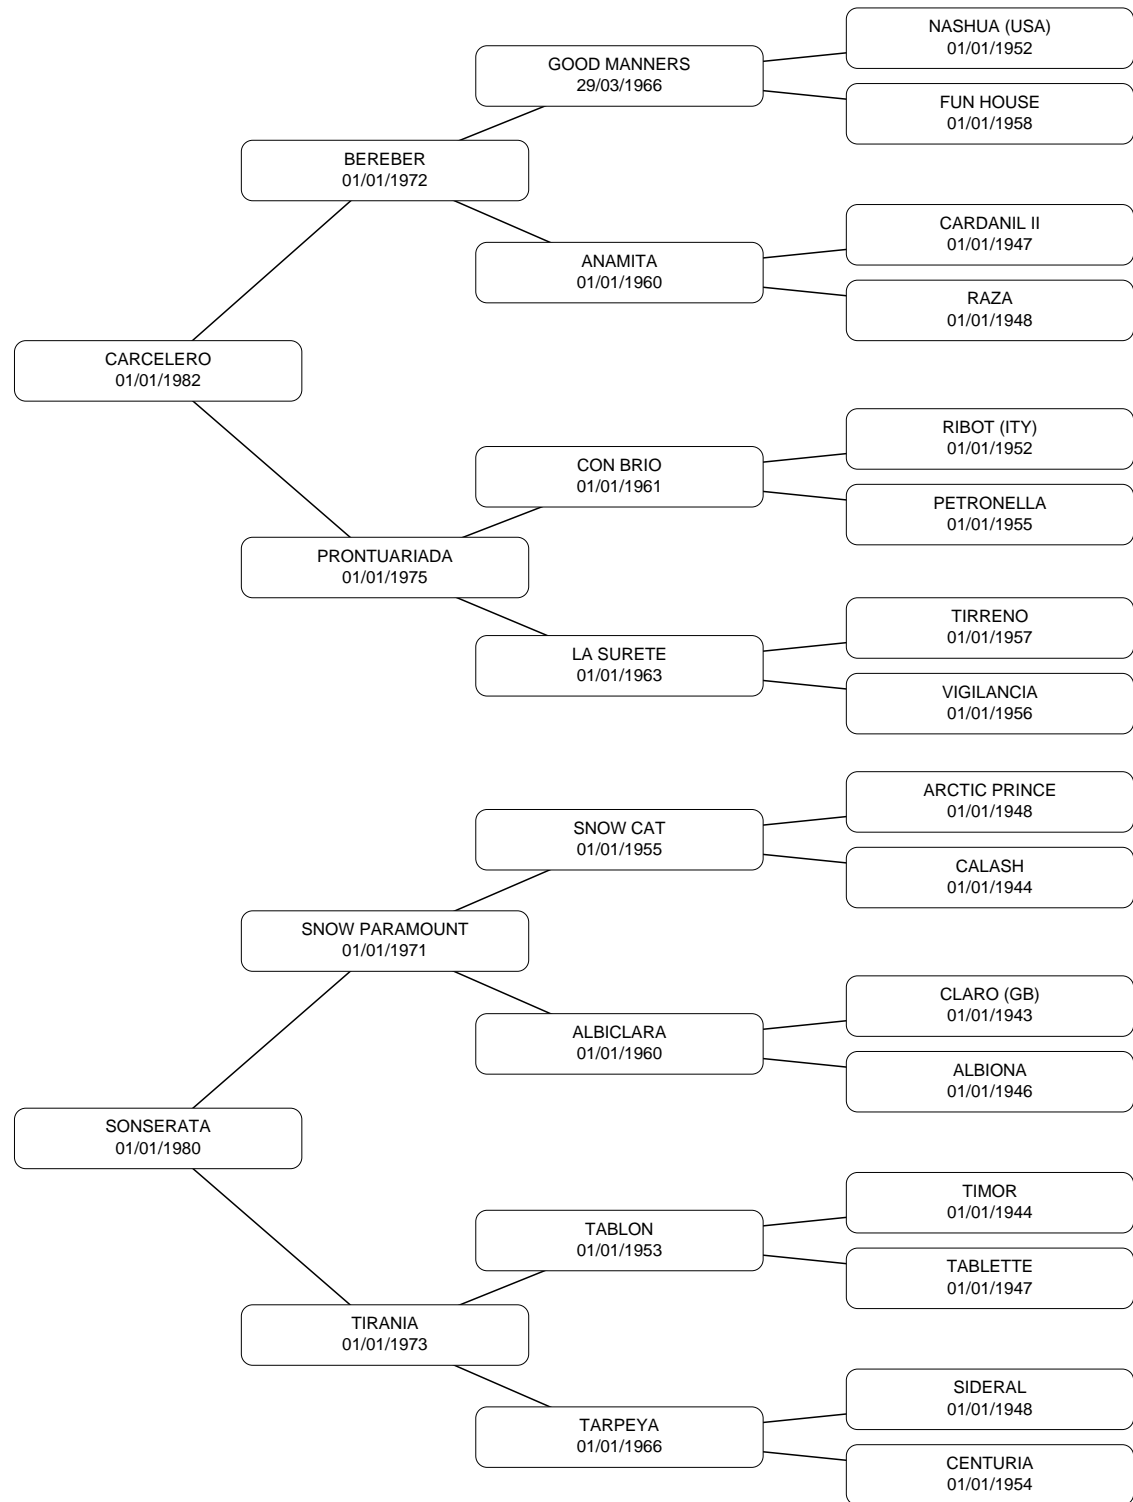 NASHUA (USA)
01/01/1952
GOOD MANNERS
29/03/1966
FUN HOUSE
01/01/1958
BEREBER
01/01/1972
CARDANIL II
01/01/1947
ANAMITA
01/01/1960
RAZA
01/01/1948
CARCELERO
01/01/1982
RIBOT (ITY)
01/01/1952
CON BRIO
01/01/1961
PETRONELLA
01/01/1955
PRONTUARIADA
01/01/1975
TIRRENO
01/01/1957
LA SURETE
01/01/1963
VIGILANCIA
01/01/1956
ARCTIC PRINCE
01/01/1948
SNOW CAT
01/01/1955
CALASH
01/01/1944
SNOW PARAMOUNT
01/01/1971
CLARO (GB)
01/01/1943
ALBICLARA
01/01/1960
ALBIONA
01/01/1946
SONSERATA
01/01/1980
TIMOR
01/01/1944
TABLON
01/01/1953
TABLETTE
01/01/1947
TIRANIA
01/01/1973
SIDERAL
01/01/1948
TARPEYA
01/01/1966
CENTURIA
01/01/1954